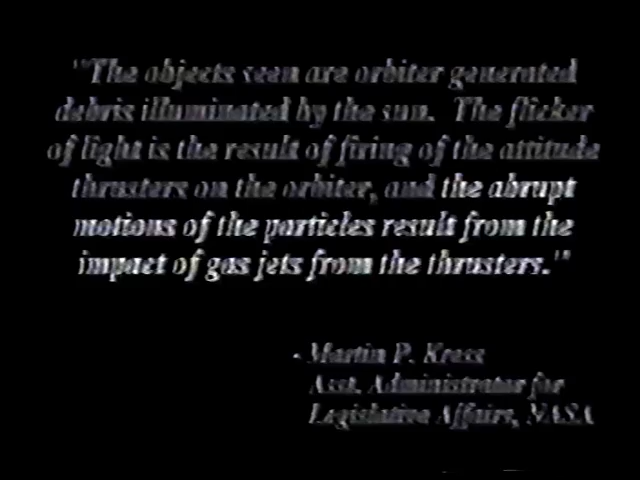 "The objects seen are orbiter generated
debris illuminated by the sun. The flicker
of light is the result of firing of the attitude
thrusters on the orbiter, and the abrupt
motions of the particles result from the
impact of gas jets from the thrusters."
- Martin P. Kress
Asst. Administrator for
Legislative Affairs, NASA